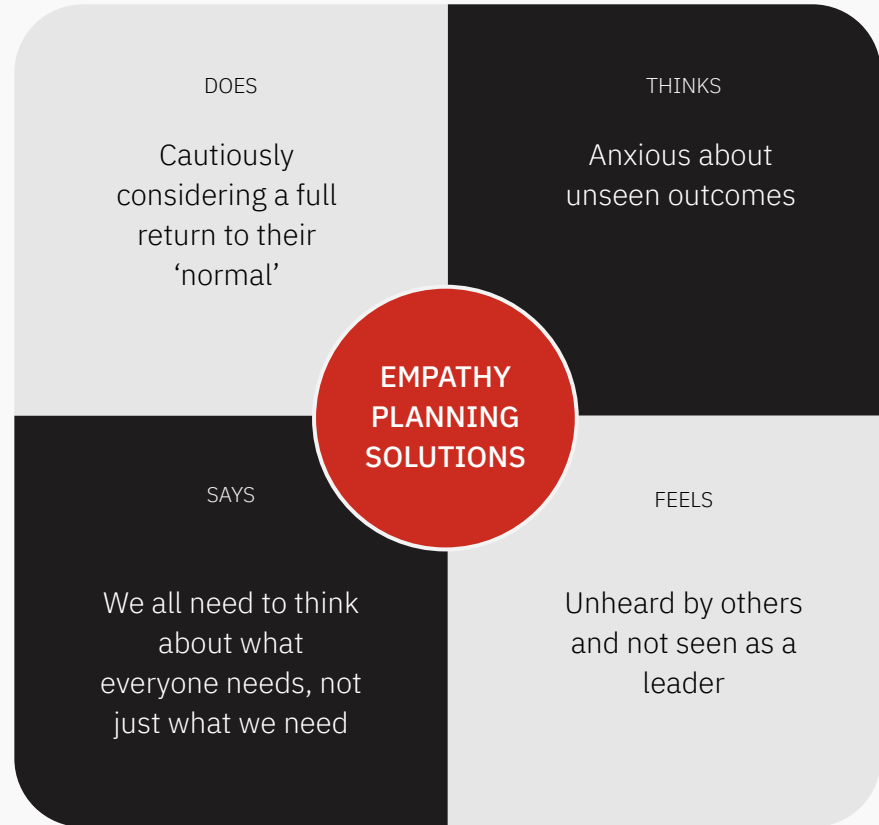 DOES
Cautiously
considering a full
return to their
‘normal’
THINKS
Anxious about
unseen outcomes
EMPATHY
PLANNING
SOLUTIONS
SAYS
We all need to think
about what
everyone needs, not
just what we need
FEELS
Unheard by others
and not seen as a
leader